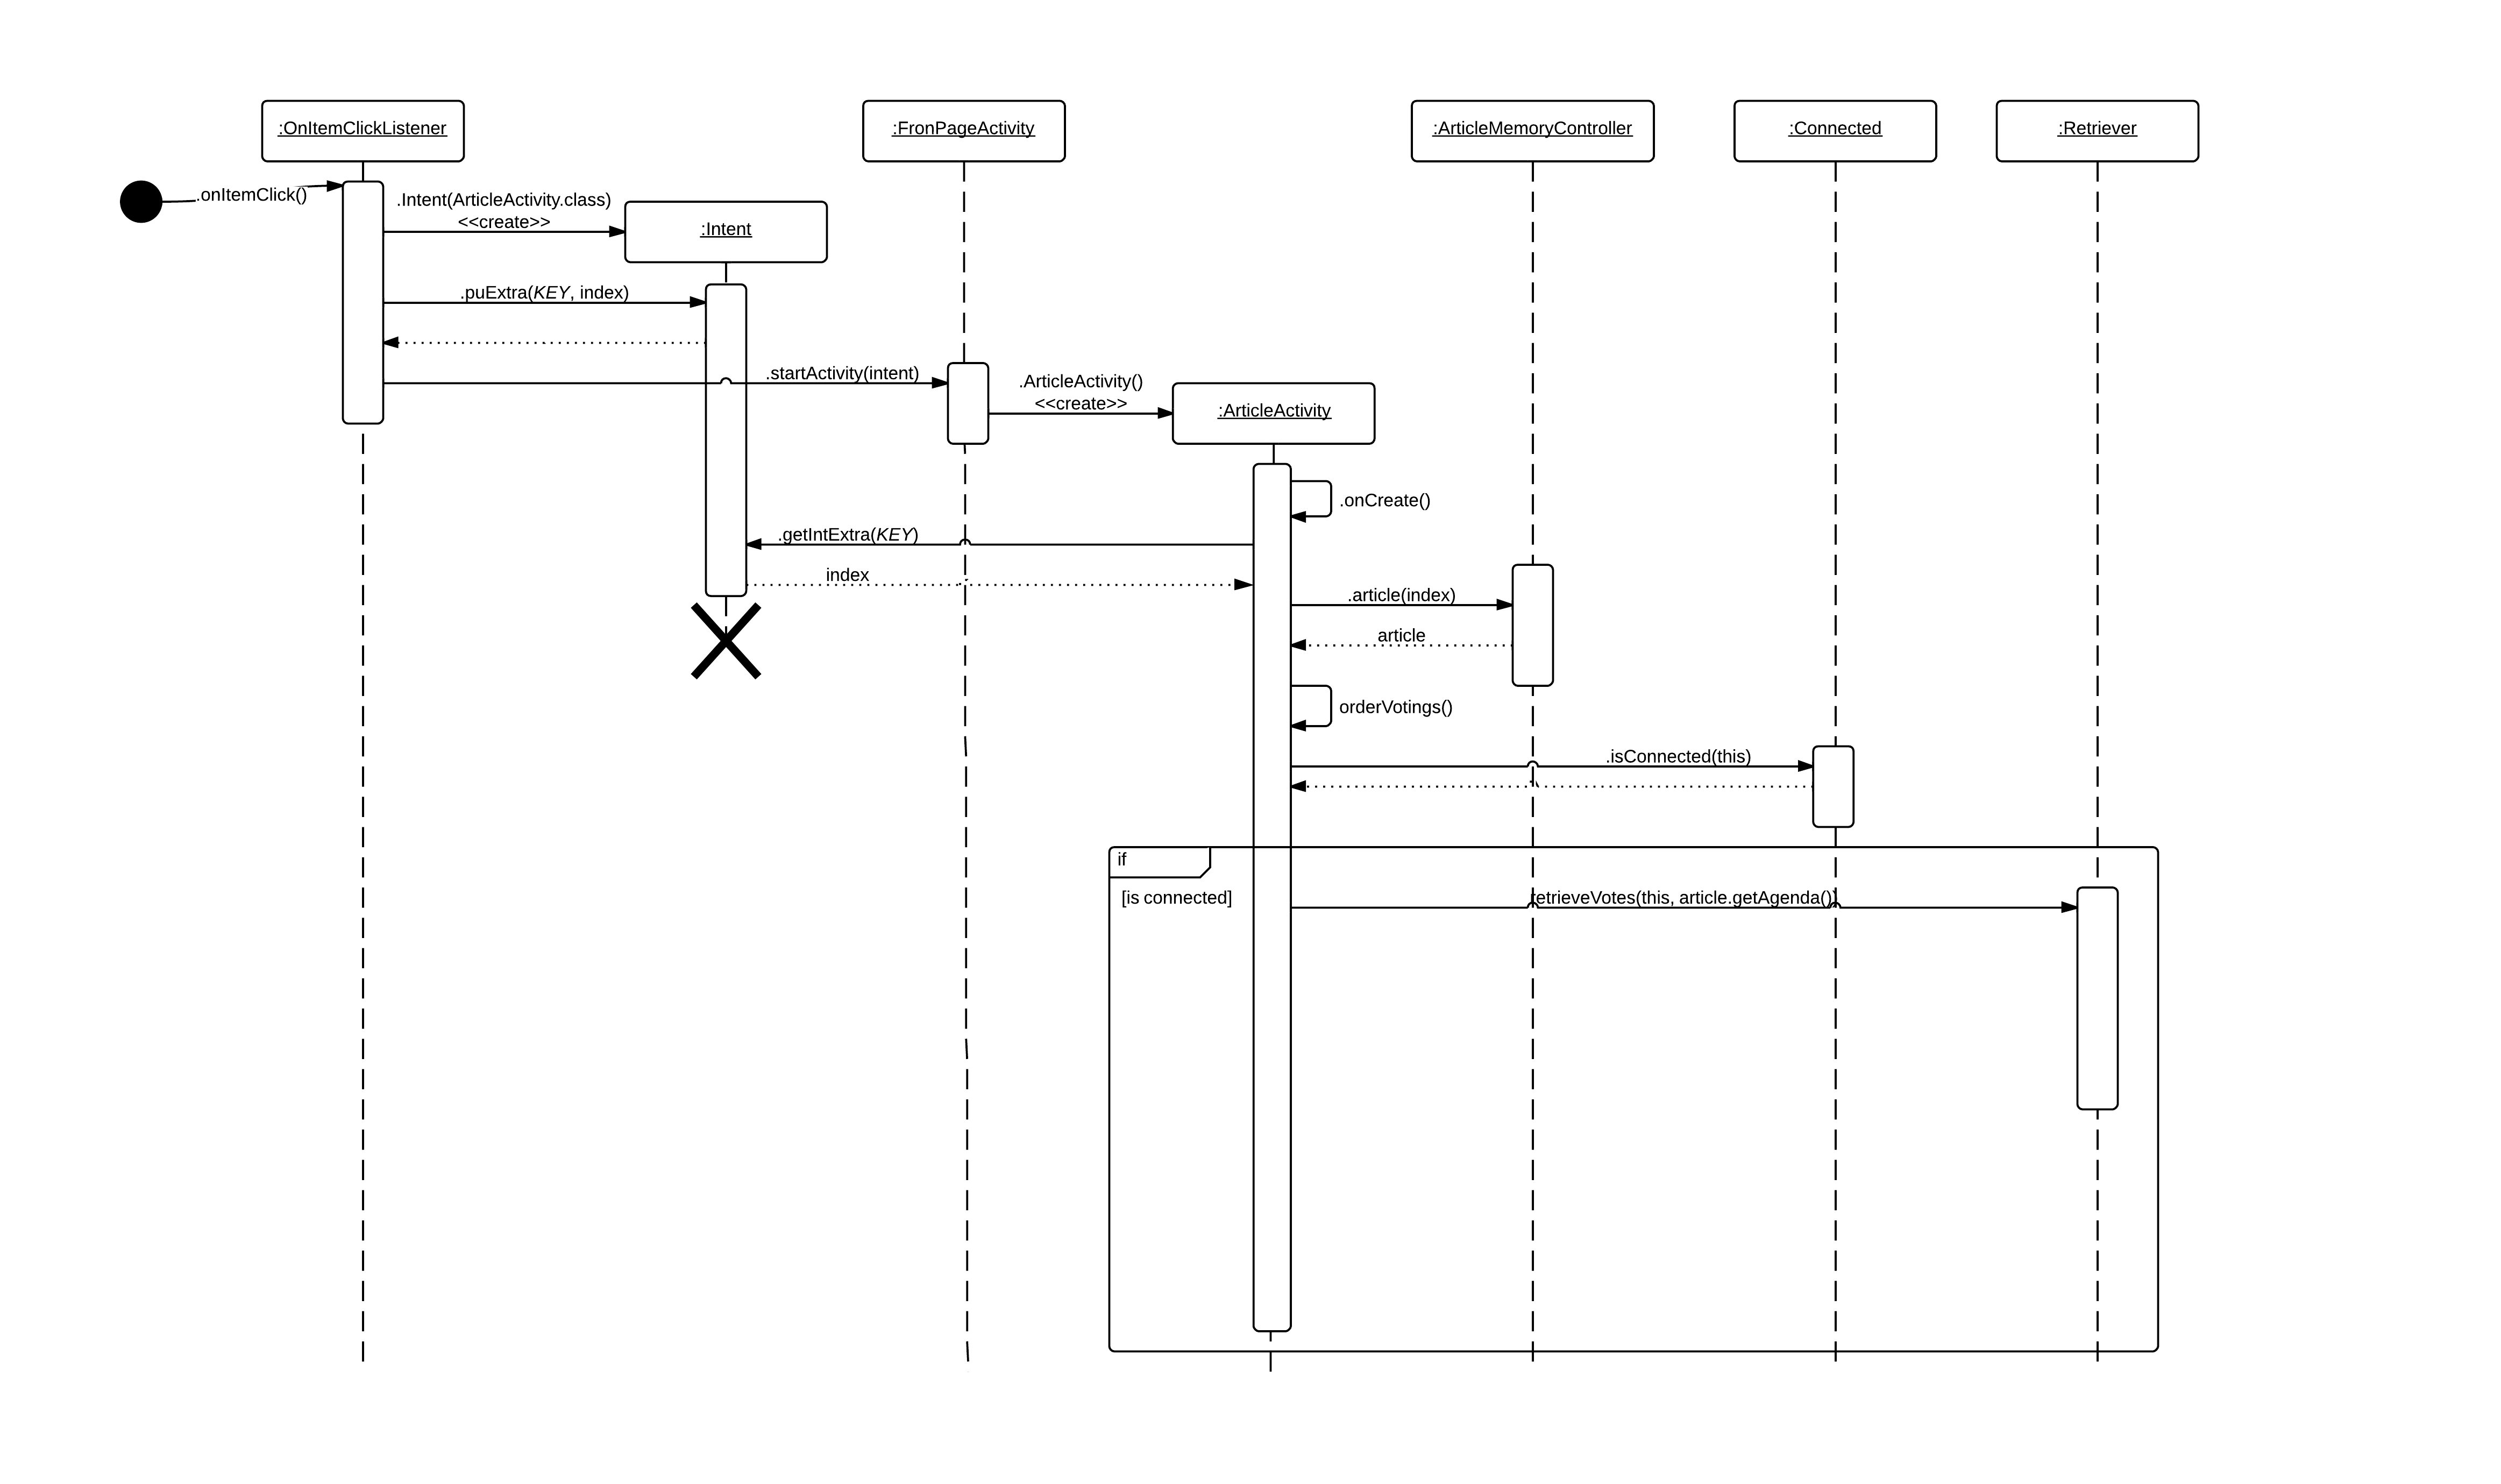 :OnItemClickListener
:FronPageActivity
:ArticleMemoryController
:Connected
:Retriever
.onItemClick()
.Intent(ArticleActivity.class)
<<create>>
:Intent
.puExtra(KEY, index)
.startActivity(intent)
.ArticleActivity()
<<create>>
:ArticleActivity
.onCreate()
.getIntExtra(KEY)
index
.article(index)
article
orderVotings()
.isConnected(this)
if
[is connected]
retrieveVotes(this, article.getAgenda())